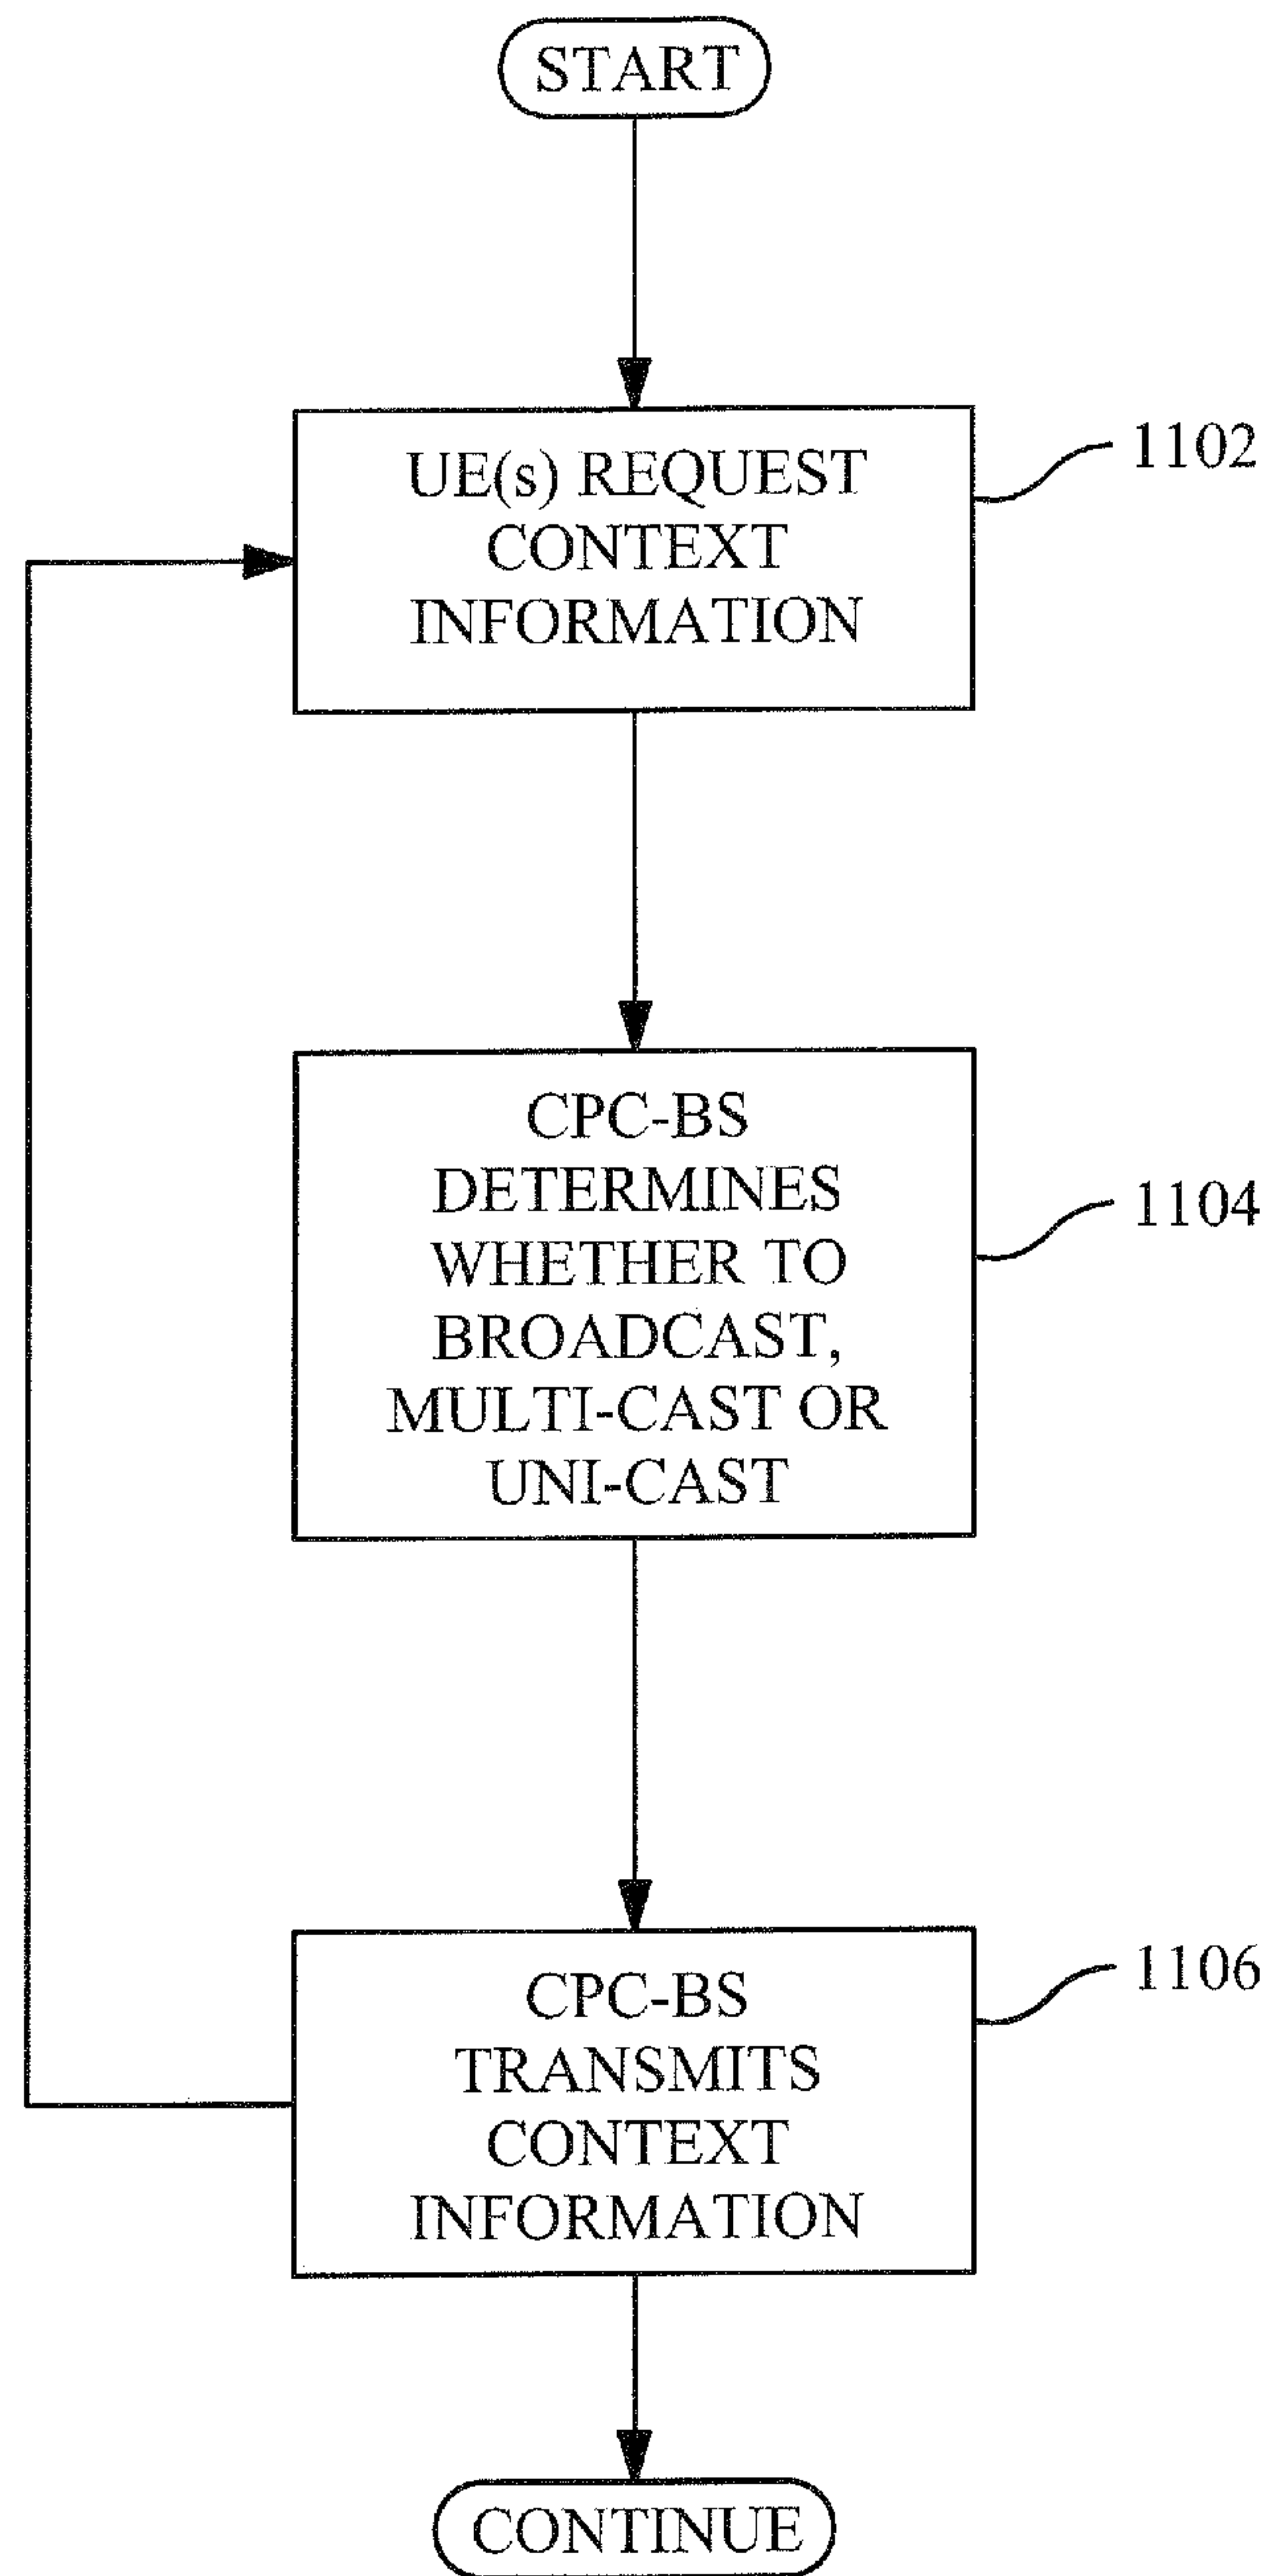 START
UE(s) REQUEST
CONTEXT
INFORMATION
1102
CPC-BS
DETERMINES
WHETHER TO
BROADCAST,
MULTI-CAST OR
UNI-CAST
1104
CPC-BS
TRANSMITS
CONTEXT
INFORMATION
1106
CONTINUE